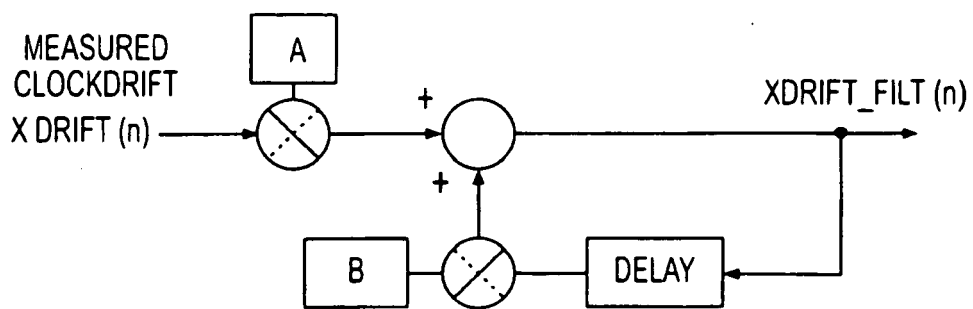 A
MEASURED
CLOCKDRIFT
X DRIFT (n)
+
XDRIFT_FILT (n)
+
B
DELAY